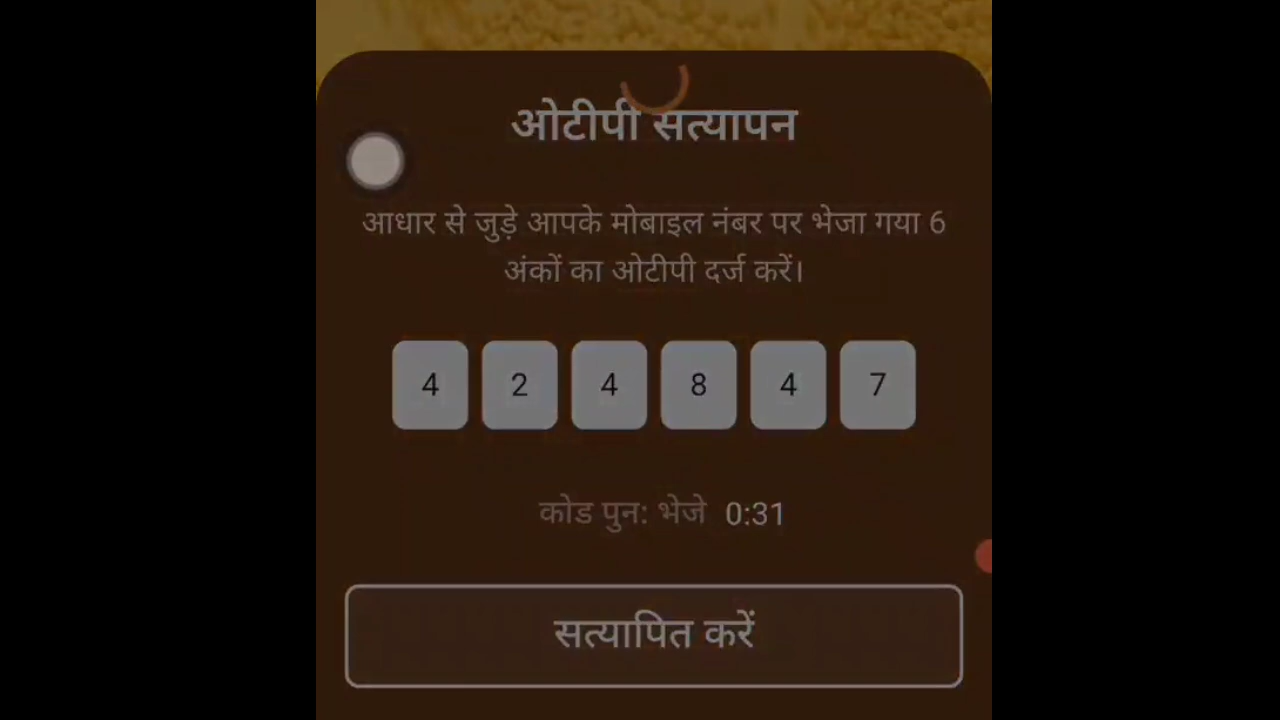 ओटीपी सत्यापन
आधार से जुड़े आपके मोबाइल नंबर पर भेजा गया 6
अंकों का ओटीपी दर्ज करें।
4 2 4 8 4 7
कोड पुन: भेजे 0:31
सत्यापित करें